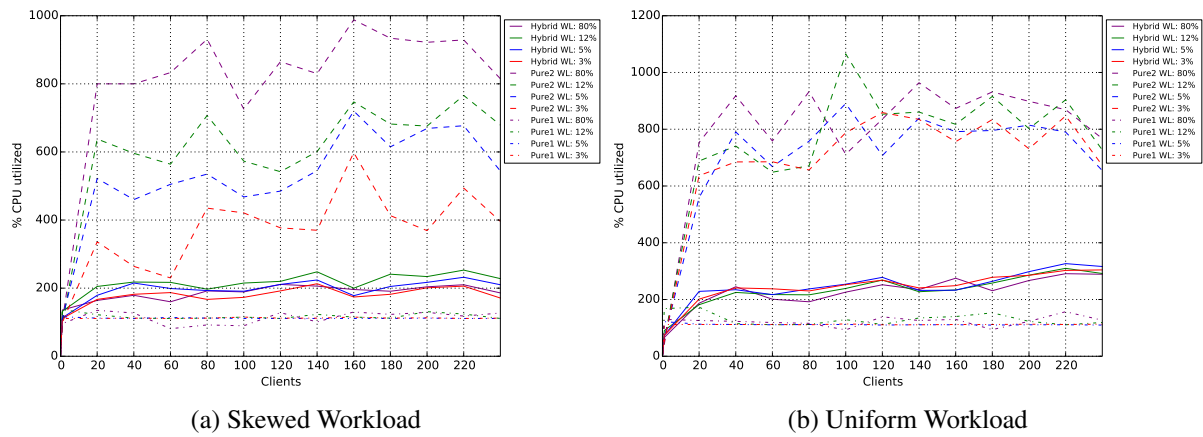 1000
800
600
400
200
0
% CPU utilized
0 20 40 60 80 100 120 140 160 180 200 220
Clients
Hybrid WL: 80%
Hybrid WL: 12%
Hybrid WL: 5%
Hybrid WL: 3%
Pure2 WL: 80%
Pure2 WL: 12%
Pure2 WL: 5%
Pure2 WL: 3%
Pure1 WL: 80%
Pure1 WL: 12%
Pure1 WL: 5%
Pure1 WL: 3%
(a) Skewed Workload
1200
1000
800
600
400
200
0
% CPU utilized
0 20 40 60 80 100 120 140 160 180 200 220
Clients
Hybrid WL: 80%
Hybrid WL: 12%
Hybrid WL: 5%
Hybrid WL: 3%
Pure2 WL: 80%
Pure2 WL: 12%
Pure2 WL: 5%
Pure2 WL: 3%
Pure1 WL: 80%
Pure1 WL: 12%
Pure1 WL: 5%
Pure1 WL: 3%
(b) Uniform Workload